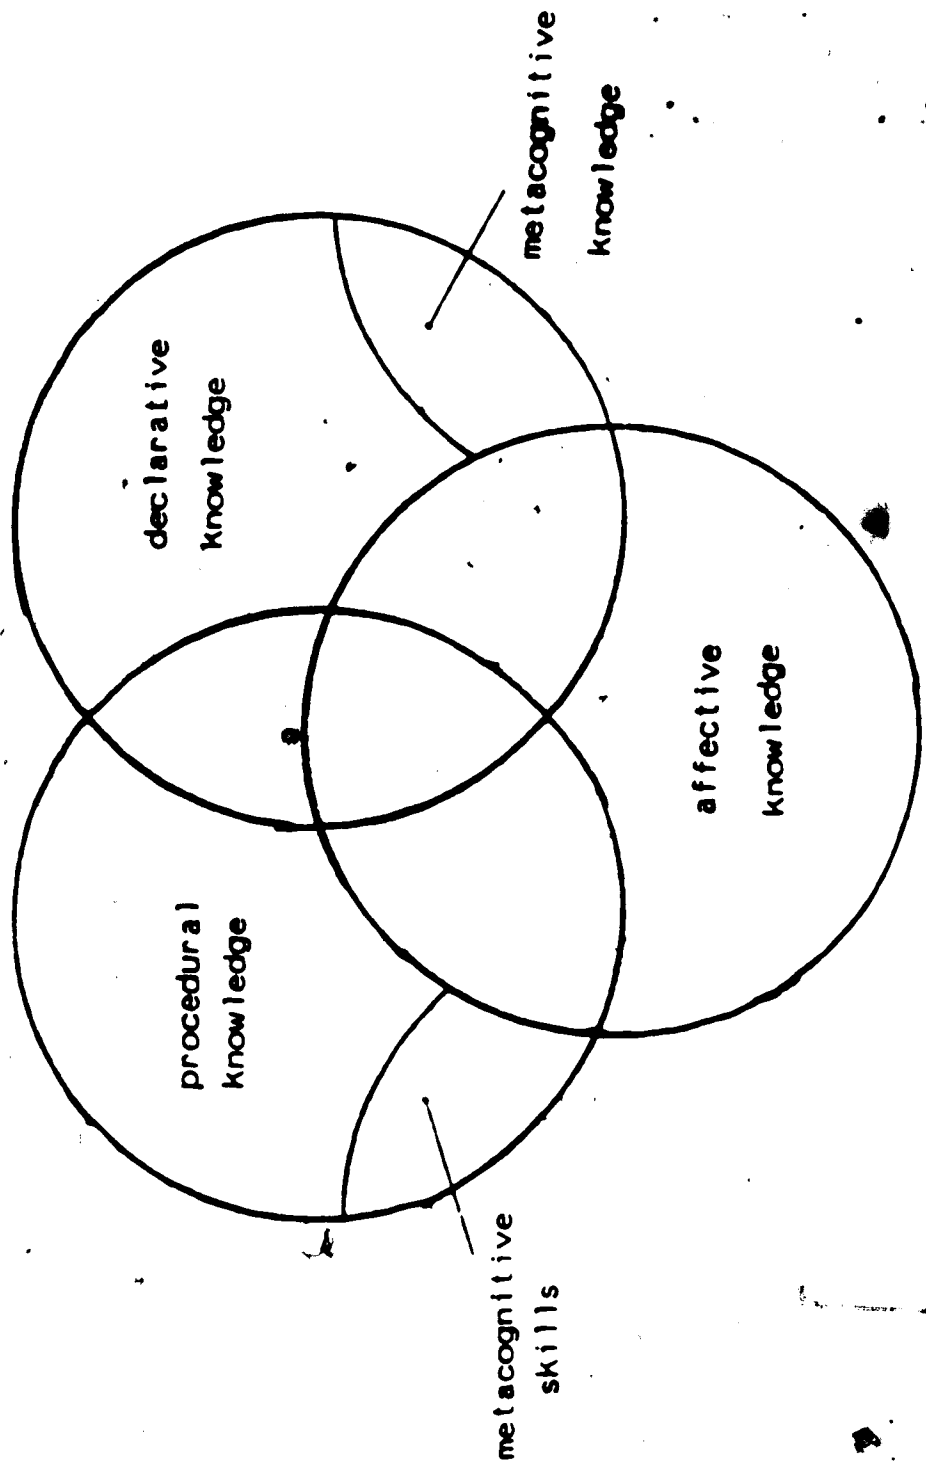 procedural
knowledge
declarative
knowledge
metacognitive
skills
metacognitive
knowledge
affective
knowledge